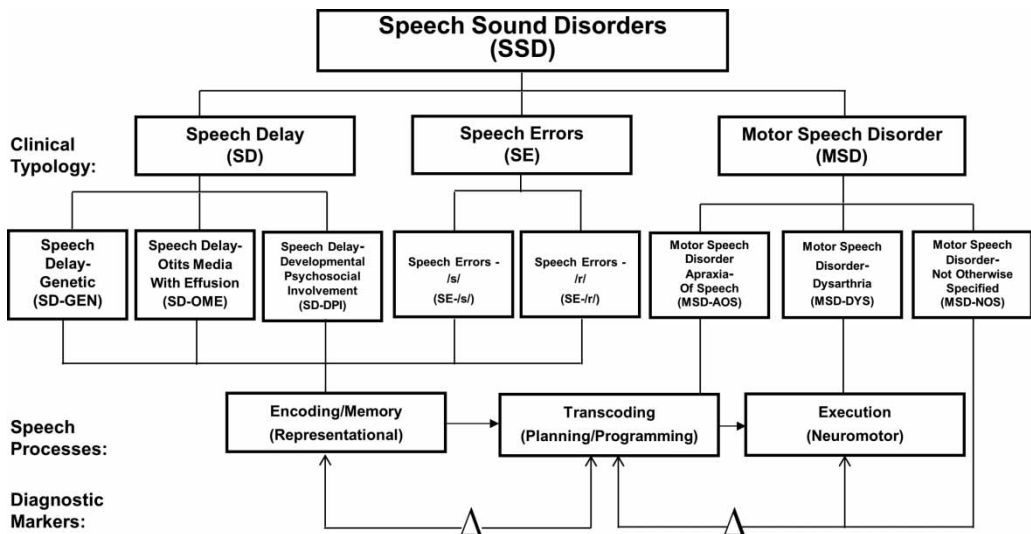 Speech Sound Disorders
(SSD)
Clinical
Typology:
Speech Delay
(SD)
Speech Errors
(SE)
Motor Speech Disorder
(MSD)
Speech
Delay-
Genetic
(SD-GEN)
Speech Delay-
Otits Media
With Effusion
(SD-OME)
Speech Delay-
Developmental
Psychosocial
Involvement
(SD-DPI)
Speech Errors -
/s/
(SE-/s/)
Speech Errors -
/r/
(SE-/r/)
Motor Speech
Disorder
Apraxia-
Of Speech
(MSD-AOS)
Motor Speech
Disorder-
Dysarthria
(MSD-DYS)
Motor Speech
Disorder-
Not Otherwise
Specified
(MSD-NOS)
Speech
Processes:
Encoding/Memory
(Representational)
Transcoding
(Planning/Programming)
Execution
(Neuromotor)
Diagnostic
Markers:
Δ
Δ